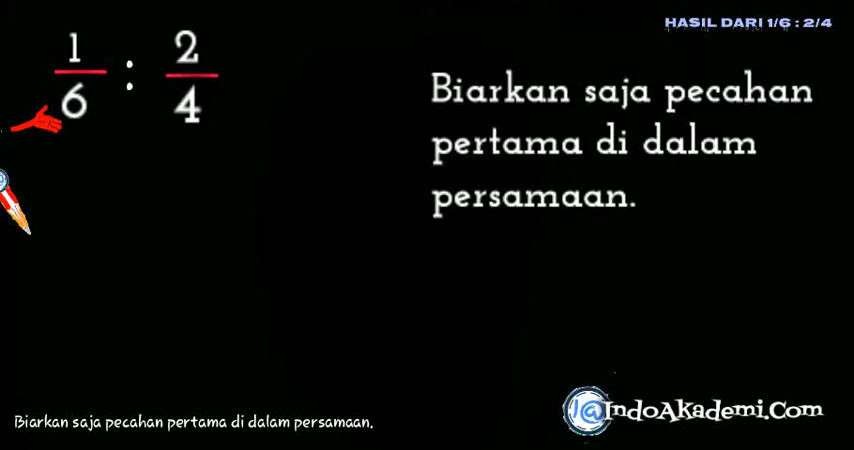 HASIL DARI 1/6 : 2/4
1/6 : 2/4
Biarkan saja pecahan
pertama di dalam
persamaan.
Biarkan saja pecahan pertama di dalam persamaan.
IndoAkademi.Com